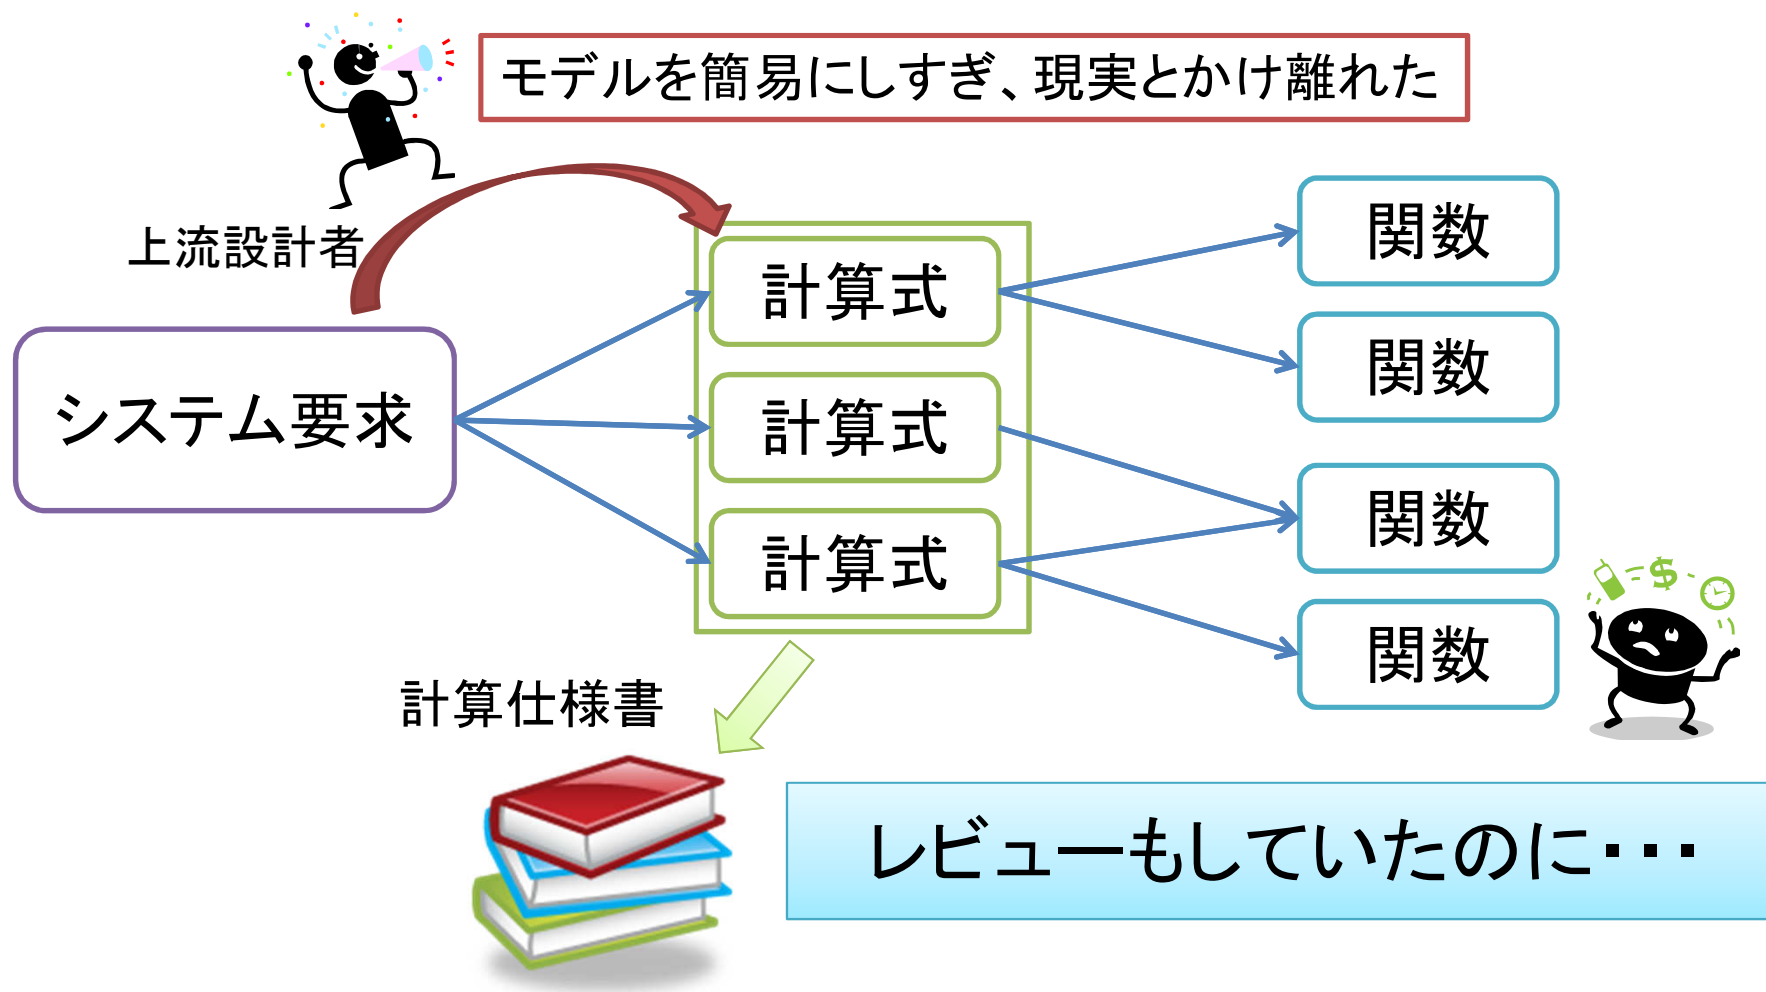 モデルを簡易にしすぎ、現実とかけ離れた
上流設計者
システム要求
計算式
計算式
計算式
関数
関数
関数
関数
計算仕様書
レビューもしていたのに・・・